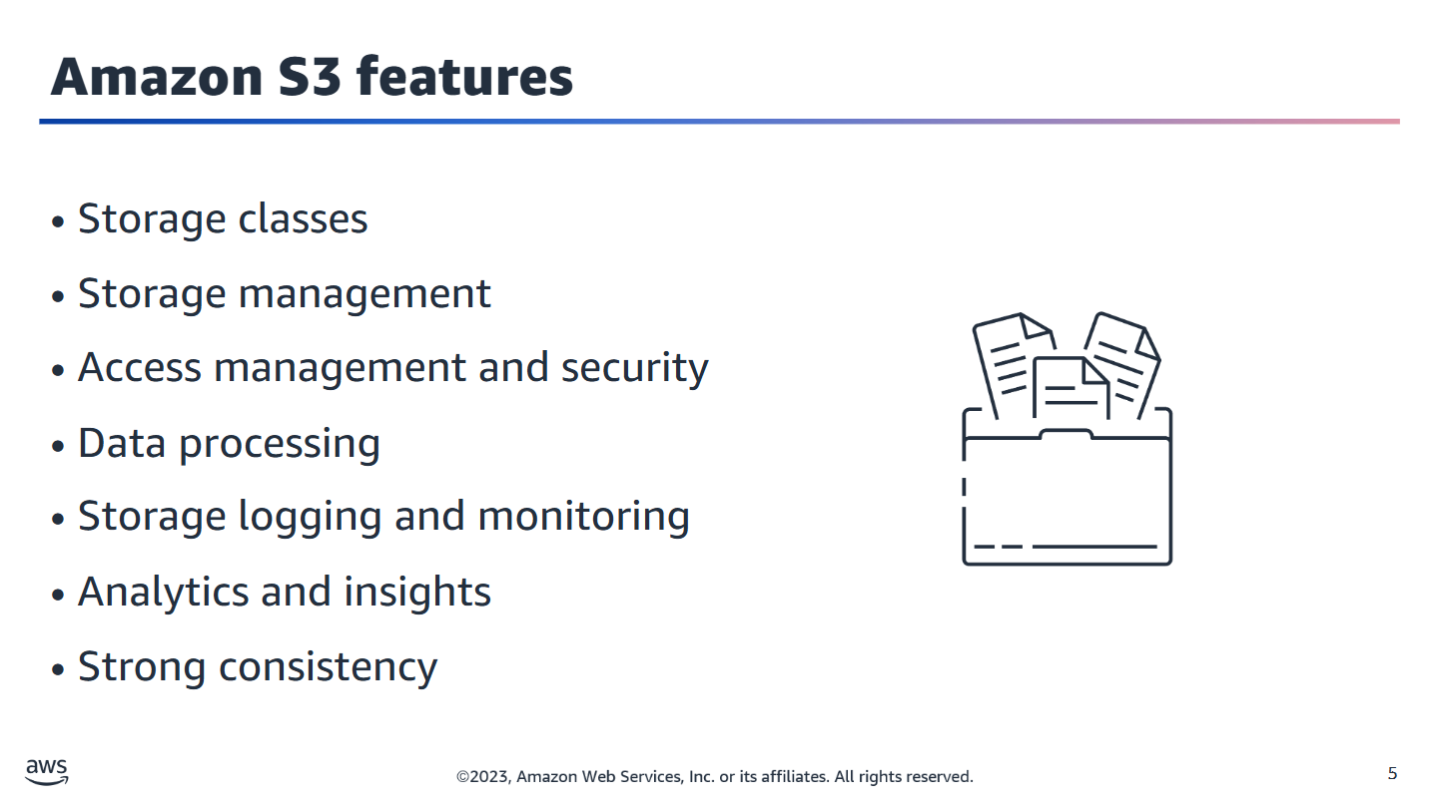 Amazon S3 features
• Storage classes
• Storage management
• Access management and security
• Data processing
• Storage logging and monitoring
• Analytics and insights
• Strong consistency
aws
©2023, Amazon Web Services, Inc. or its affiliates. All rights reserved.
5